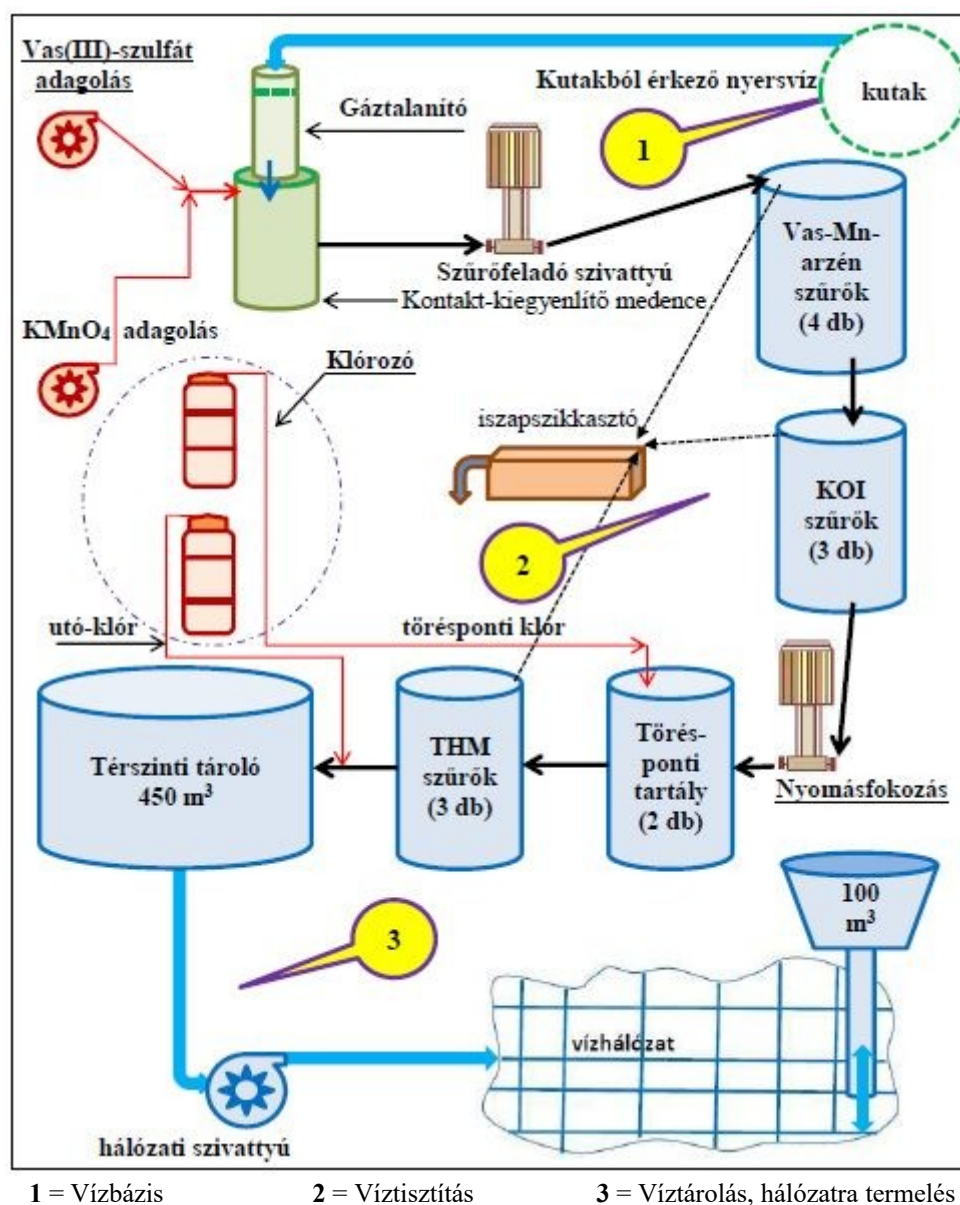 Vas(III)-szulfát
adagolás
Gáztalanító
Kutakból érkező nyersvíz
kutak
1
Vas-Mn-
arzén
szűrők
(4 db)
Szűrőfeladó szivattyú
Kontakt-kiegyenlítő medence
KMnO4 adagolás
Klórozó
iszapszikkasztó
KOI
szűrők
(3 db)
2
utó-klór
törésponti klór
Térszinti tároló
450 m³
THM
szűrők
(3 db)
Törés-
ponti
tartály
(2 db)
Nyomásfokozás
100
m³
3
vízhálózat
hálózati szivattyú
1 = Vízbázis 2 = Víztisztítás 3 = Víztárolás, hálózatra termelés